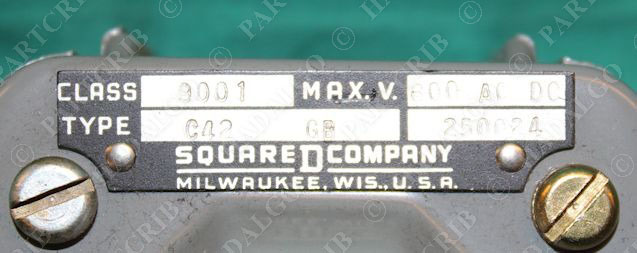 CLASS 9001 MAX. V. 600 AC DC
TYPE C42 GB 250024
SQUARE D COMPANY
MILWAUKEE, WIS., U. S. A.